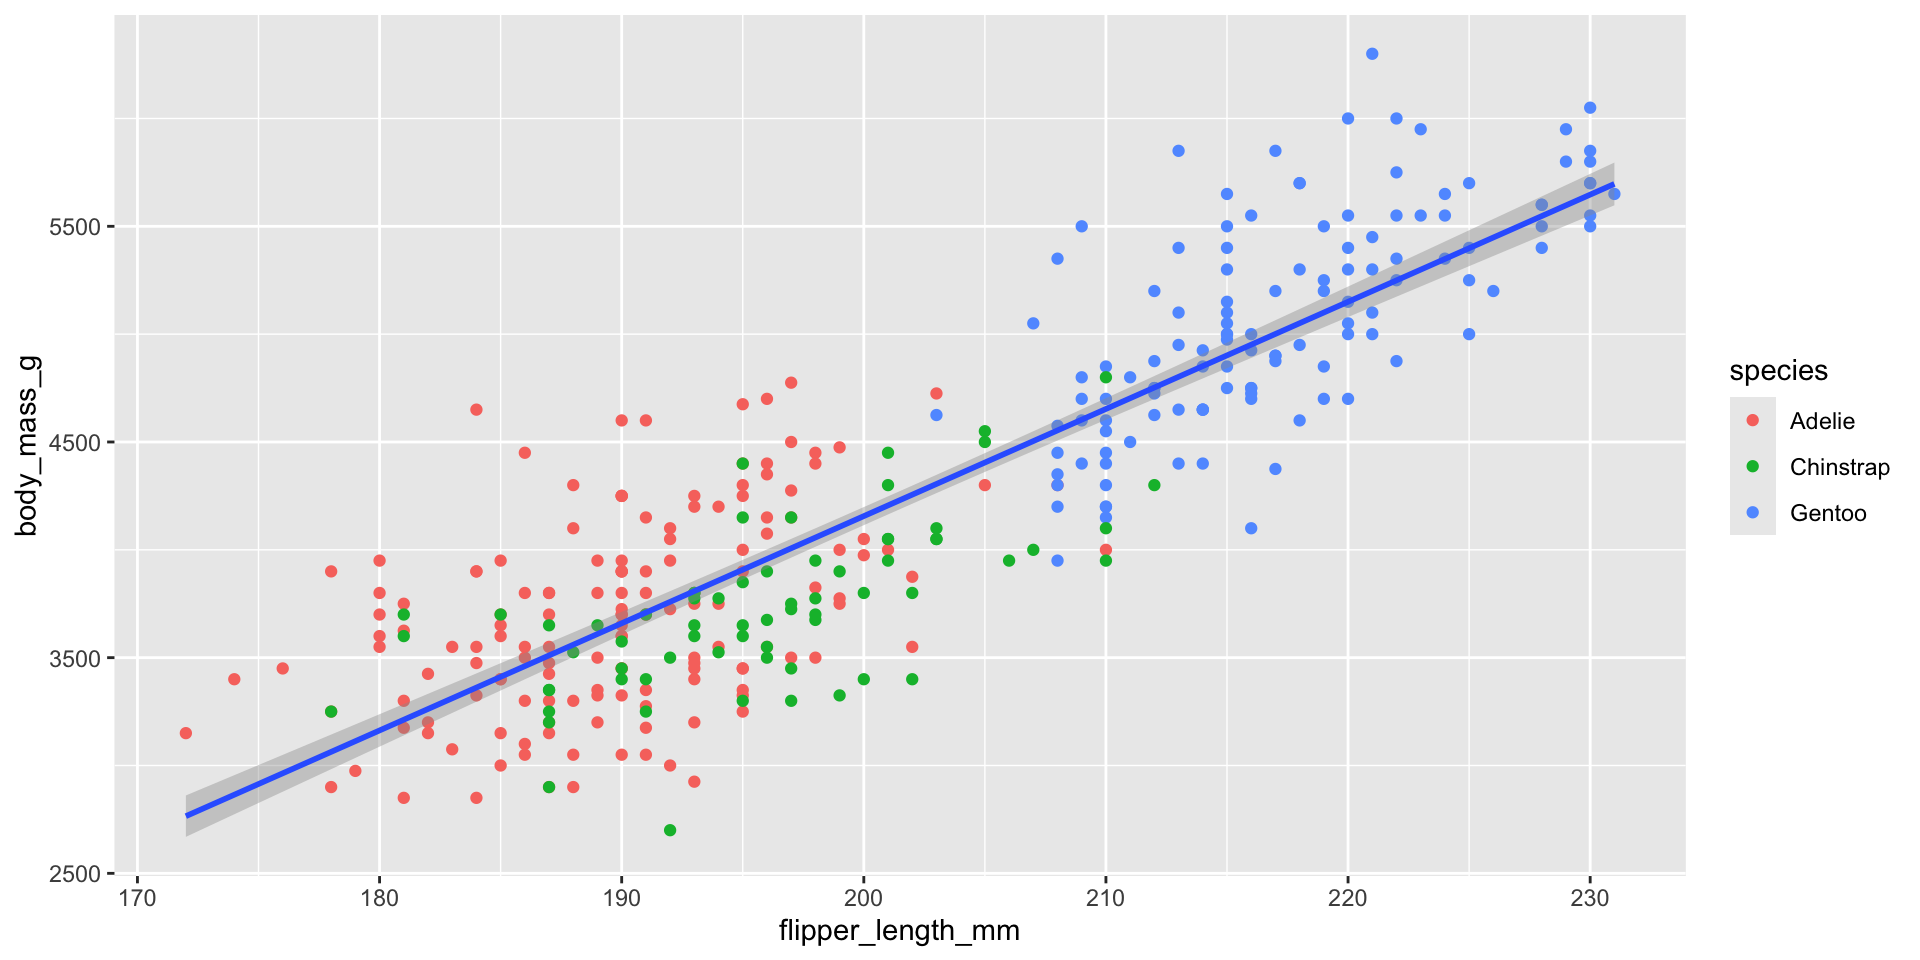 body_mass_g
5500
4500
3500
2500
170 180 190 200 210 220 230
flipper_length_mm
species
Adelie
Chinstrap
Gentoo